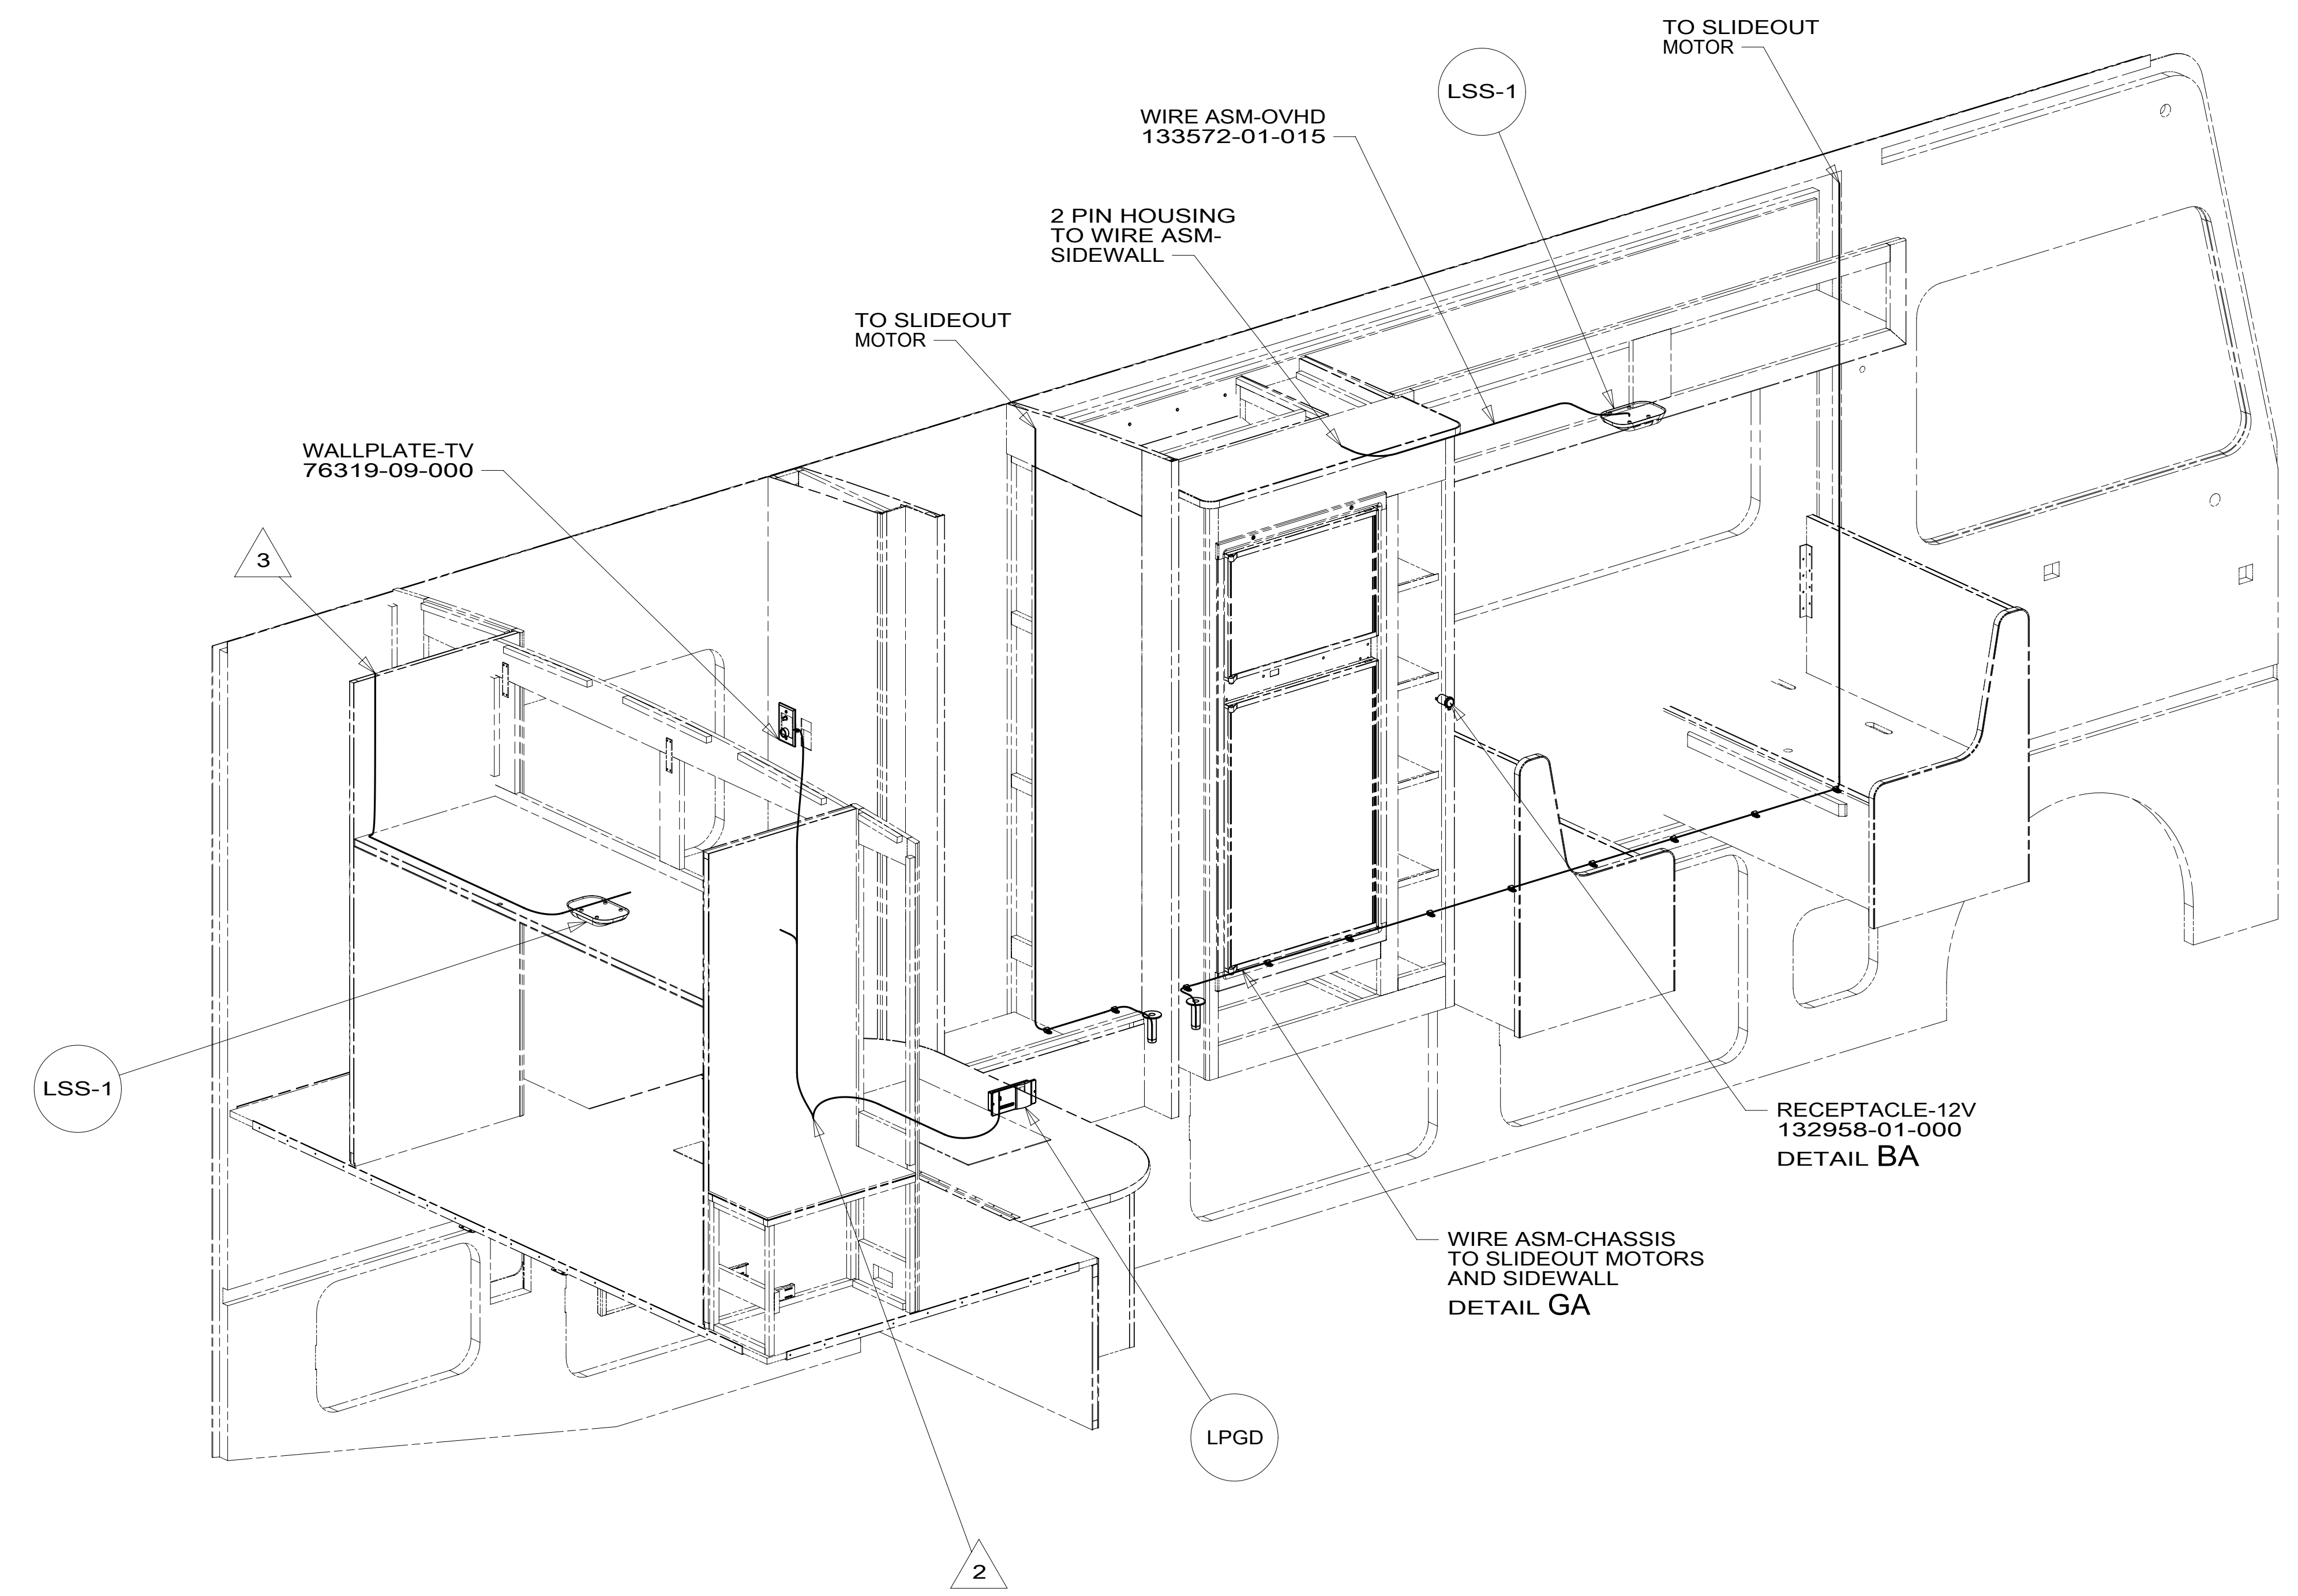 TO SLIDEOUT
MOTOR
LSS-1
WIRE ASM-OVHD
133572-01-015
2 PIN HOUSING
TO WIRE ASM-
SIDEWALL
TO SLIDEOUT
MOTOR
WALLPLATE-TV
76319-09-000
3
LSS-1
RECEPTACLE-12V
132958-01-000
DETAIL BA
WIRE ASM-CHASSIS
TO SLIDEOUT MOTORS
AND SIDEWALL
DETAIL GA
LPGD
2